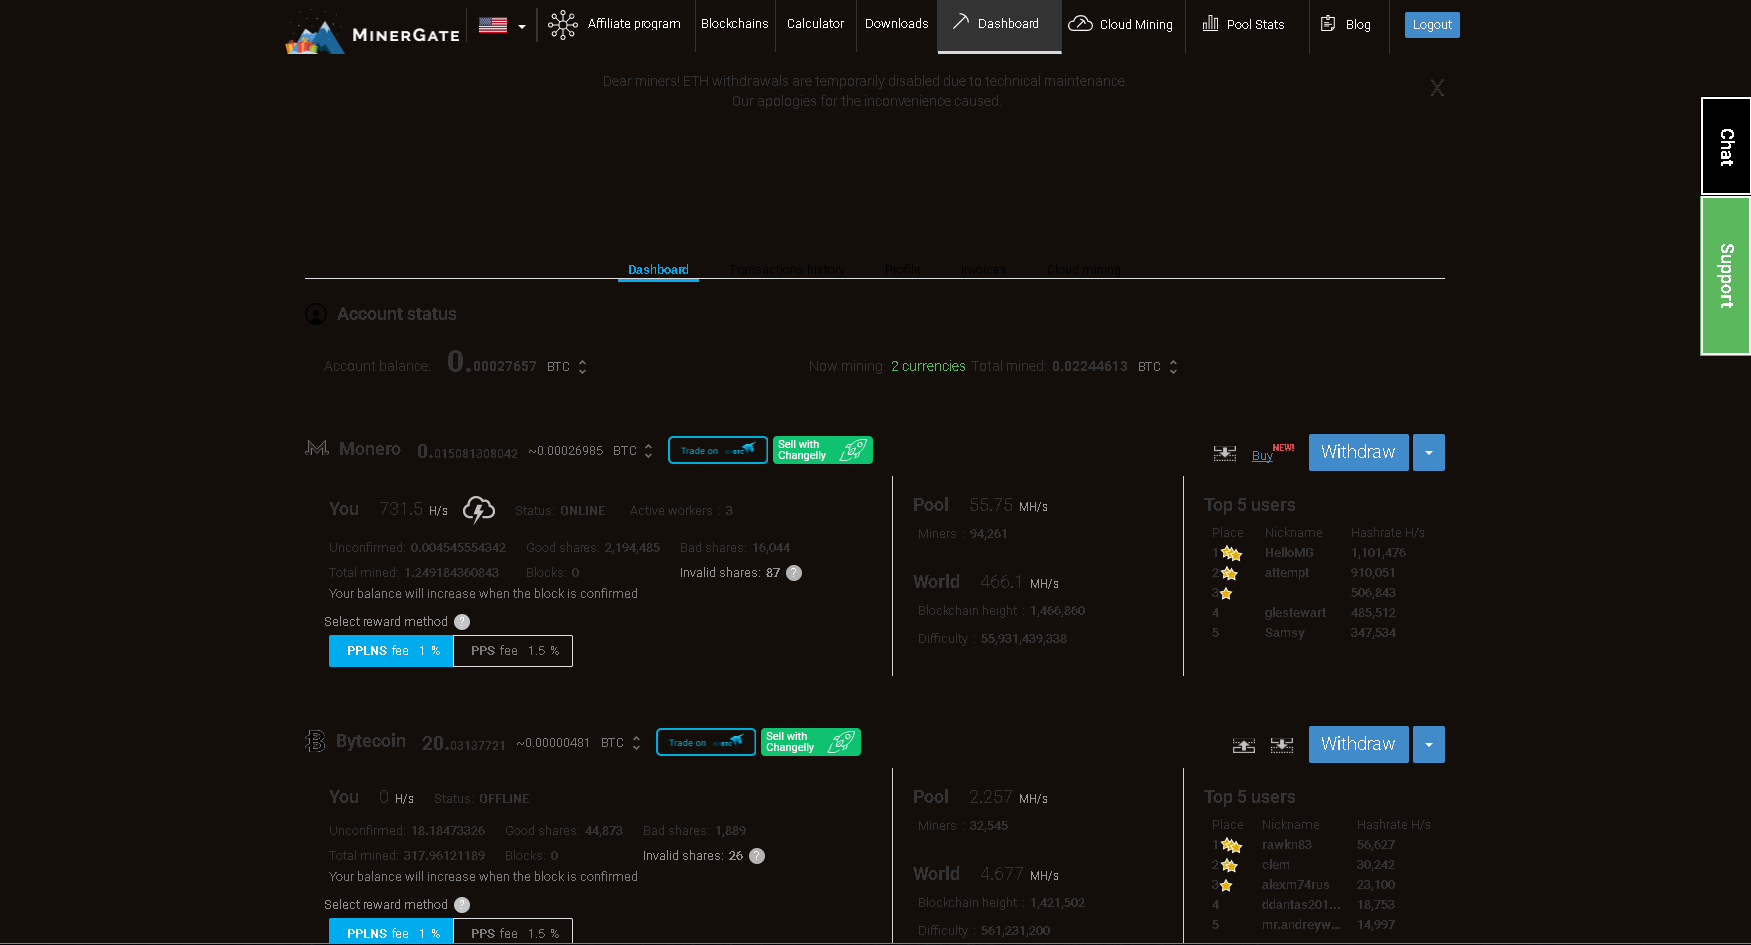 MINERGATE
Affiliate program Blockchains Calculator Downloads Dashboard Cloud Mining Pool Stats Blog Logout
Dear miners! ETH withdrawals are temporarily disabled due to technical maintenance.
Our apologies for the inconvenience caused.
X
Chat
Support
Dashboard Transactions history Profile Invoices Cloud mining
Account status
Account balance: 0.00027657 BTC Now mining: 2 currencies Total mined: 0.02244613 BTC
Monero 0.015081308042 ~0.00026985 BTC Trade on Sell with Changelly Buy NEW! Withdraw
You 731.5 H/s Status: ONLINE Active workers : 3
Unconfirmed: 0.004545554342 Good shares: 2,194,485 Bad shares: 16,044
Total mined: 1.249184360843 Blocks: 0 Invalid shares: 87 ?
Your balance will increase when the block is confirmed
Select reward method ?
PPLNS fee 1 % PPS fee 1.5 %
Pool 55.75 MH/s
Miners : 94,261
World 466.1 MH/s
Blockchain height : 1,466,860
Difficulty : 55,931,439,338
Top 5 users
Place Nickname Hashrate H/s
1 HelloMG 1,101,476
2 attempt 910,051
3 506,843
4 glestewart 485,512
5 Samsy 347,534
Bytecoin 20.03137721 ~0.00000481 BTC Trade on Sell with Changelly Withdraw
You 0 H/s Status: OFFLINE
Unconfirmed: 18.18473326 Good shares: 44,873 Bad shares: 1,889
Total mined: 317.96121189 Blocks: 0 Invalid shares: 26 ?
Your balance will increase when the block is confirmed
Select reward method ?
PPLNS fee 1 % PPS fee 1.5 %
Pool 2.257 MH/s
Miners : 32,545
World 4.677 MH/s
Blockchain height : 1,421,502
Difficulty : 561,231,200
Top 5 users
Place Nickname Hashrate H/s
1 rawkn83 56,627
2 clem 30,242
3 alexm74rus 23,100
4 ddantas201... 18,753
5 mr.andreyw... 14,997